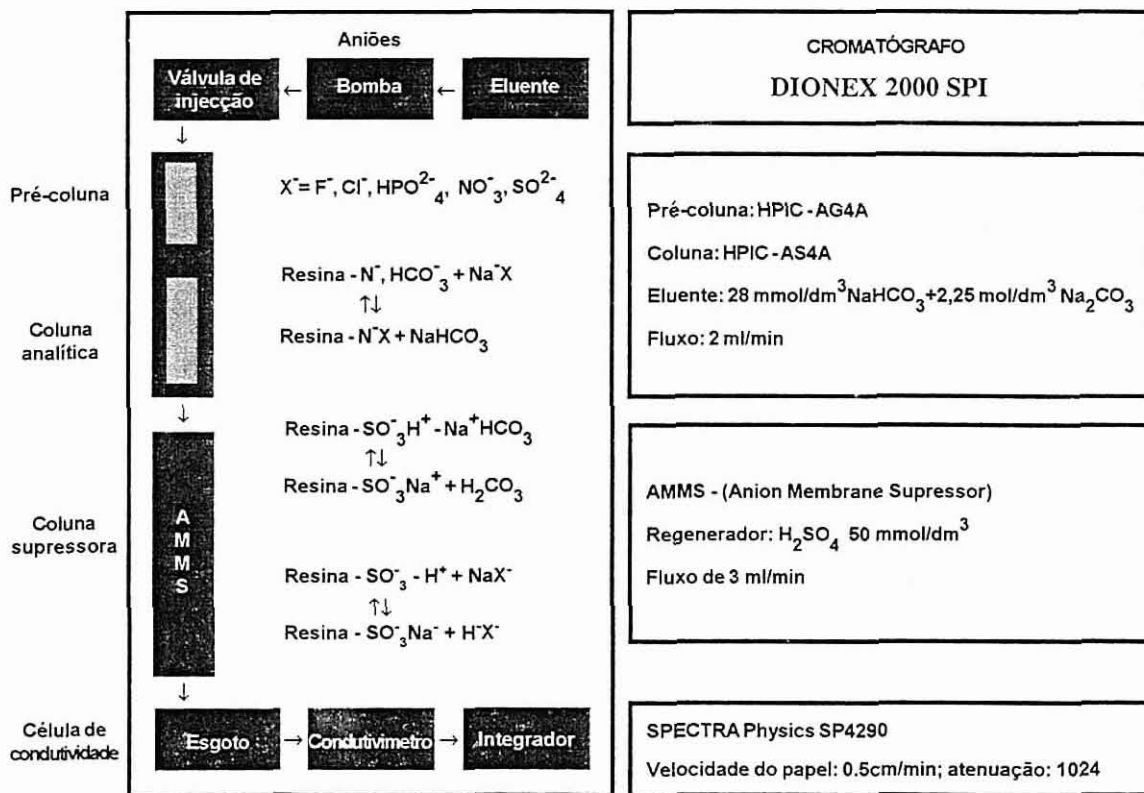 Aniões
Válvula de injecção ← Bomba ← Eluente
↓
Pré-coluna
X⁻= F⁻, Cl⁻, HPO²⁻₄, NO⁻₃, SO²⁻₄
Resina - N⁻, HCO⁻₃ + Na⁻X
↑↓
Resina - N⁻X + NaHCO₃
Coluna
analítica
↓
Resina - SO⁻₃H⁺ - Na⁺HCO₃
↑↓
Resina - SO⁻₃Na⁺ + H₂CO₃
Coluna
supressora
A
M
M
S
Resina - SO⁻₃ - H⁺ + NaX⁻
↑↓
Resina - SO⁻₃Na⁻ + H⁻X⁻
↓
Célula de
condutividade
Esgoto → Condutivimetro → Integrador
CROMATÓGRAFO
DIONEX 2000 SPI
Pré-coluna: HPIC - AG4A
Coluna: HPIC - AS4A
Eluente: 28 mmol/dm³ NaHCO₃+2,25 mol/dm³ Na₂CO₃
Fluxo: 2 ml/min
AMMS - (Anion Membrane Supressor)
Regenerador: H₂SO₄ 50 mmol/dm³
Fluxo de 3 ml/min
SPECTRA Physics SP4290
Velocidade do papel: 0.5cm/min; atenuação: 1024